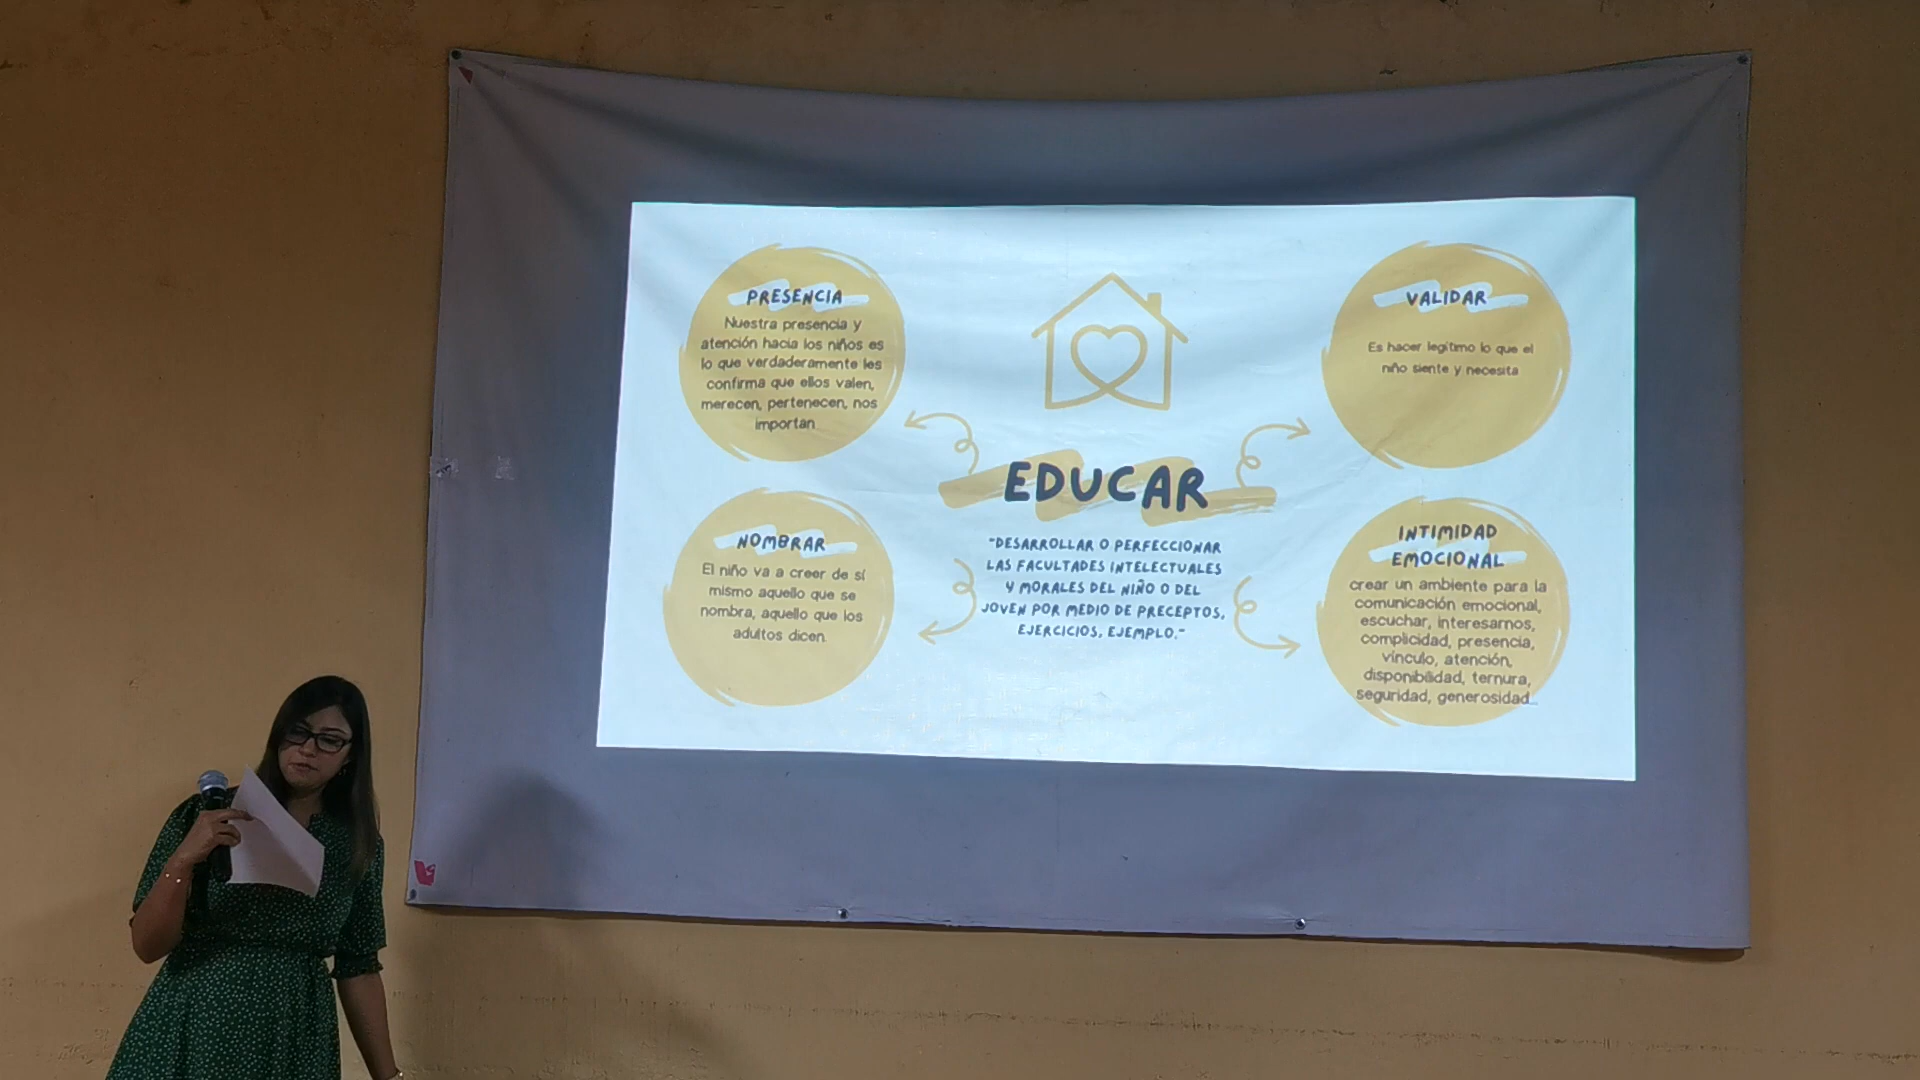 PRESENCIA
Nuestra presencia y
atención hacia los niños es
lo que verdaderamente les
confirma que ellos valen,
merecen, pertenecen, nos
importan
VALIDAR
Es hacer legítimo lo que el
niño siente y necesita
EDUCAR
"DESARROLLAR O PERFECCIONAR
LAS FACULTADES INTELECTUALES
Y MORALES DEL NIÑO O DEL
JOVEN POR MEDIO DE PRECEPTOS,
EJERCICIOS, EJEMPLO."
NOMBRAR
El niño va a creer de sí
mismo aquello que se
nombra, aquello que los
adultos dicen.
INTIMIDAD
EMOCIONAL
crear un ambiente para la
comunicación emocional,
escuchar, interesarnos,
complicidad, presencia,
vínculo, atención,
disponibilidad, ternura,
seguridad, generosidad...